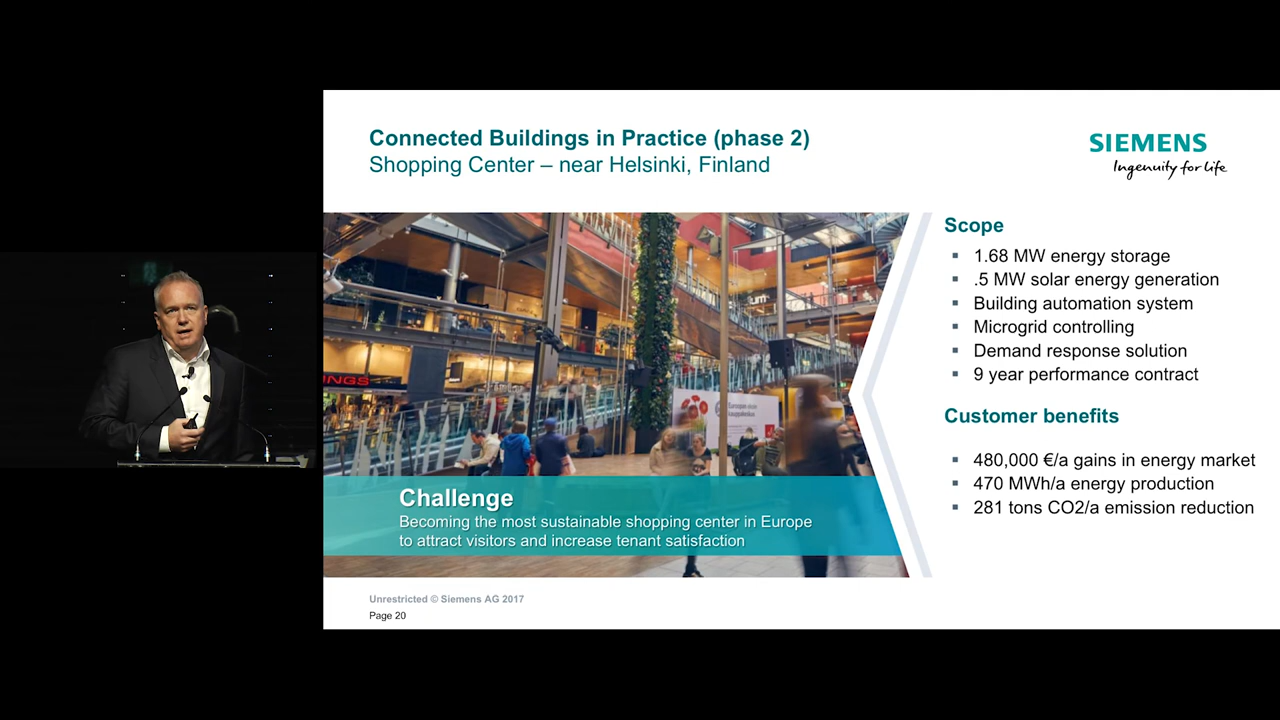 Connected Buildings in Practice (phase 2)
Shopping Center – near Helsinki, Finland
SIEMENS
Ingenuity for life
Scope
1.68 MW energy storage
.5 MW solar energy generation
Building automation system
Microgrid controlling
Demand response solution
9 year performance contract
Customer benefits
480,000 €/a gains in energy market
470 MWh/a energy production
281 tons CO2/a emission reduction
NGS
Challenge
Becoming the most sustainable shopping center in Europe
to attract visitors and increase tenant satisfaction
Unrestricted © Siemens AG 2017
Page 20